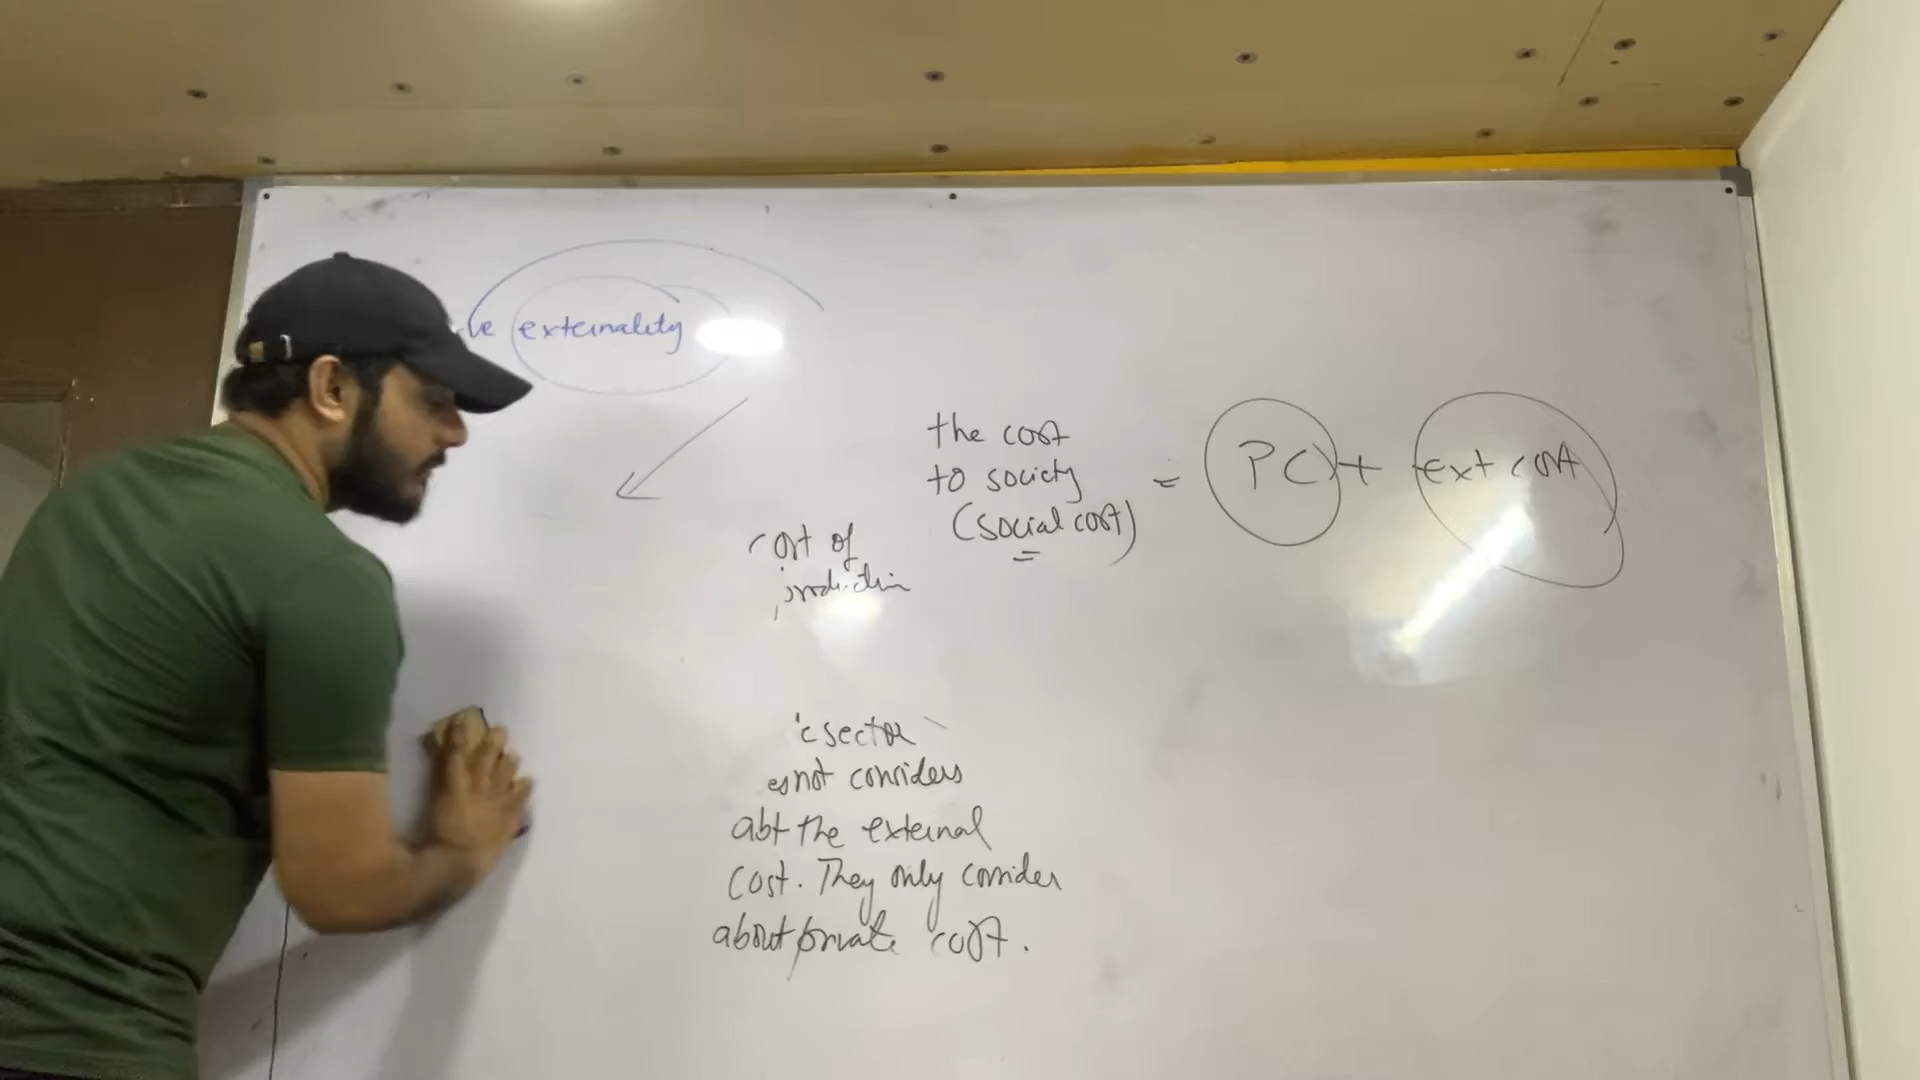 externality
the cost
to society = PC + ext cost
(social cost)
cost of
production
c sector
es not considers
abt the external
cost. They only consider
about private cost.